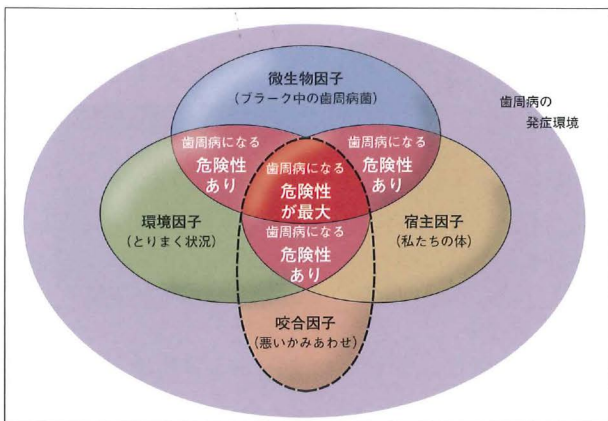 微生物因子
(プラーク中の歯周病菌)
歯周病の
発症環境
歯周病になる
危険性
あり
歯周病になる
危険性
が最大
歯周病になる
危険性
あり
環境因子
(とりまく状況)
宿主因子
(私たちの体)
歯周病になる
危険性
あり
咬合因子
(悪いかみあわせ)